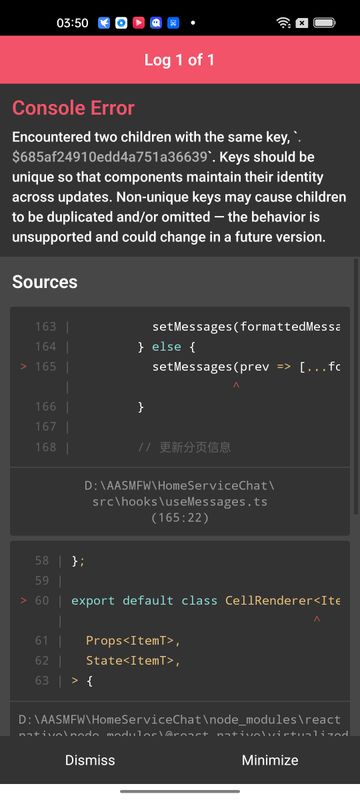 03:50
Log 1 of 1
Console Error
Encountered two children with the same key, `.
$685af24910edd4a751a36639`. Keys should be
unique so that components maintain their identity
across updates. Non-unique keys may cause children
to be duplicated and/or omitted — the behavior is
unsupported and could change in a future version.
Sources
163 | setMessages(formattedMessa
164 | } else {
> 165 | setMessages(prev => [...fo
| ^
166 | }
167 |
168 | // 更新分页信息
D:\AASMFW\HomeServiceChat\
src\hooks\useMessages.ts
(165:22)
58 | };
59 |
> 60 | export default class CellRenderer<Ite
| ^
61 | Props<ItemT>,
62 | State<ItemT>,
63 | > {
D:\AASMFW\HomeServiceChat\node_modules\react
native\node_modules\@react-native\virtualized
Dismiss
Minimize